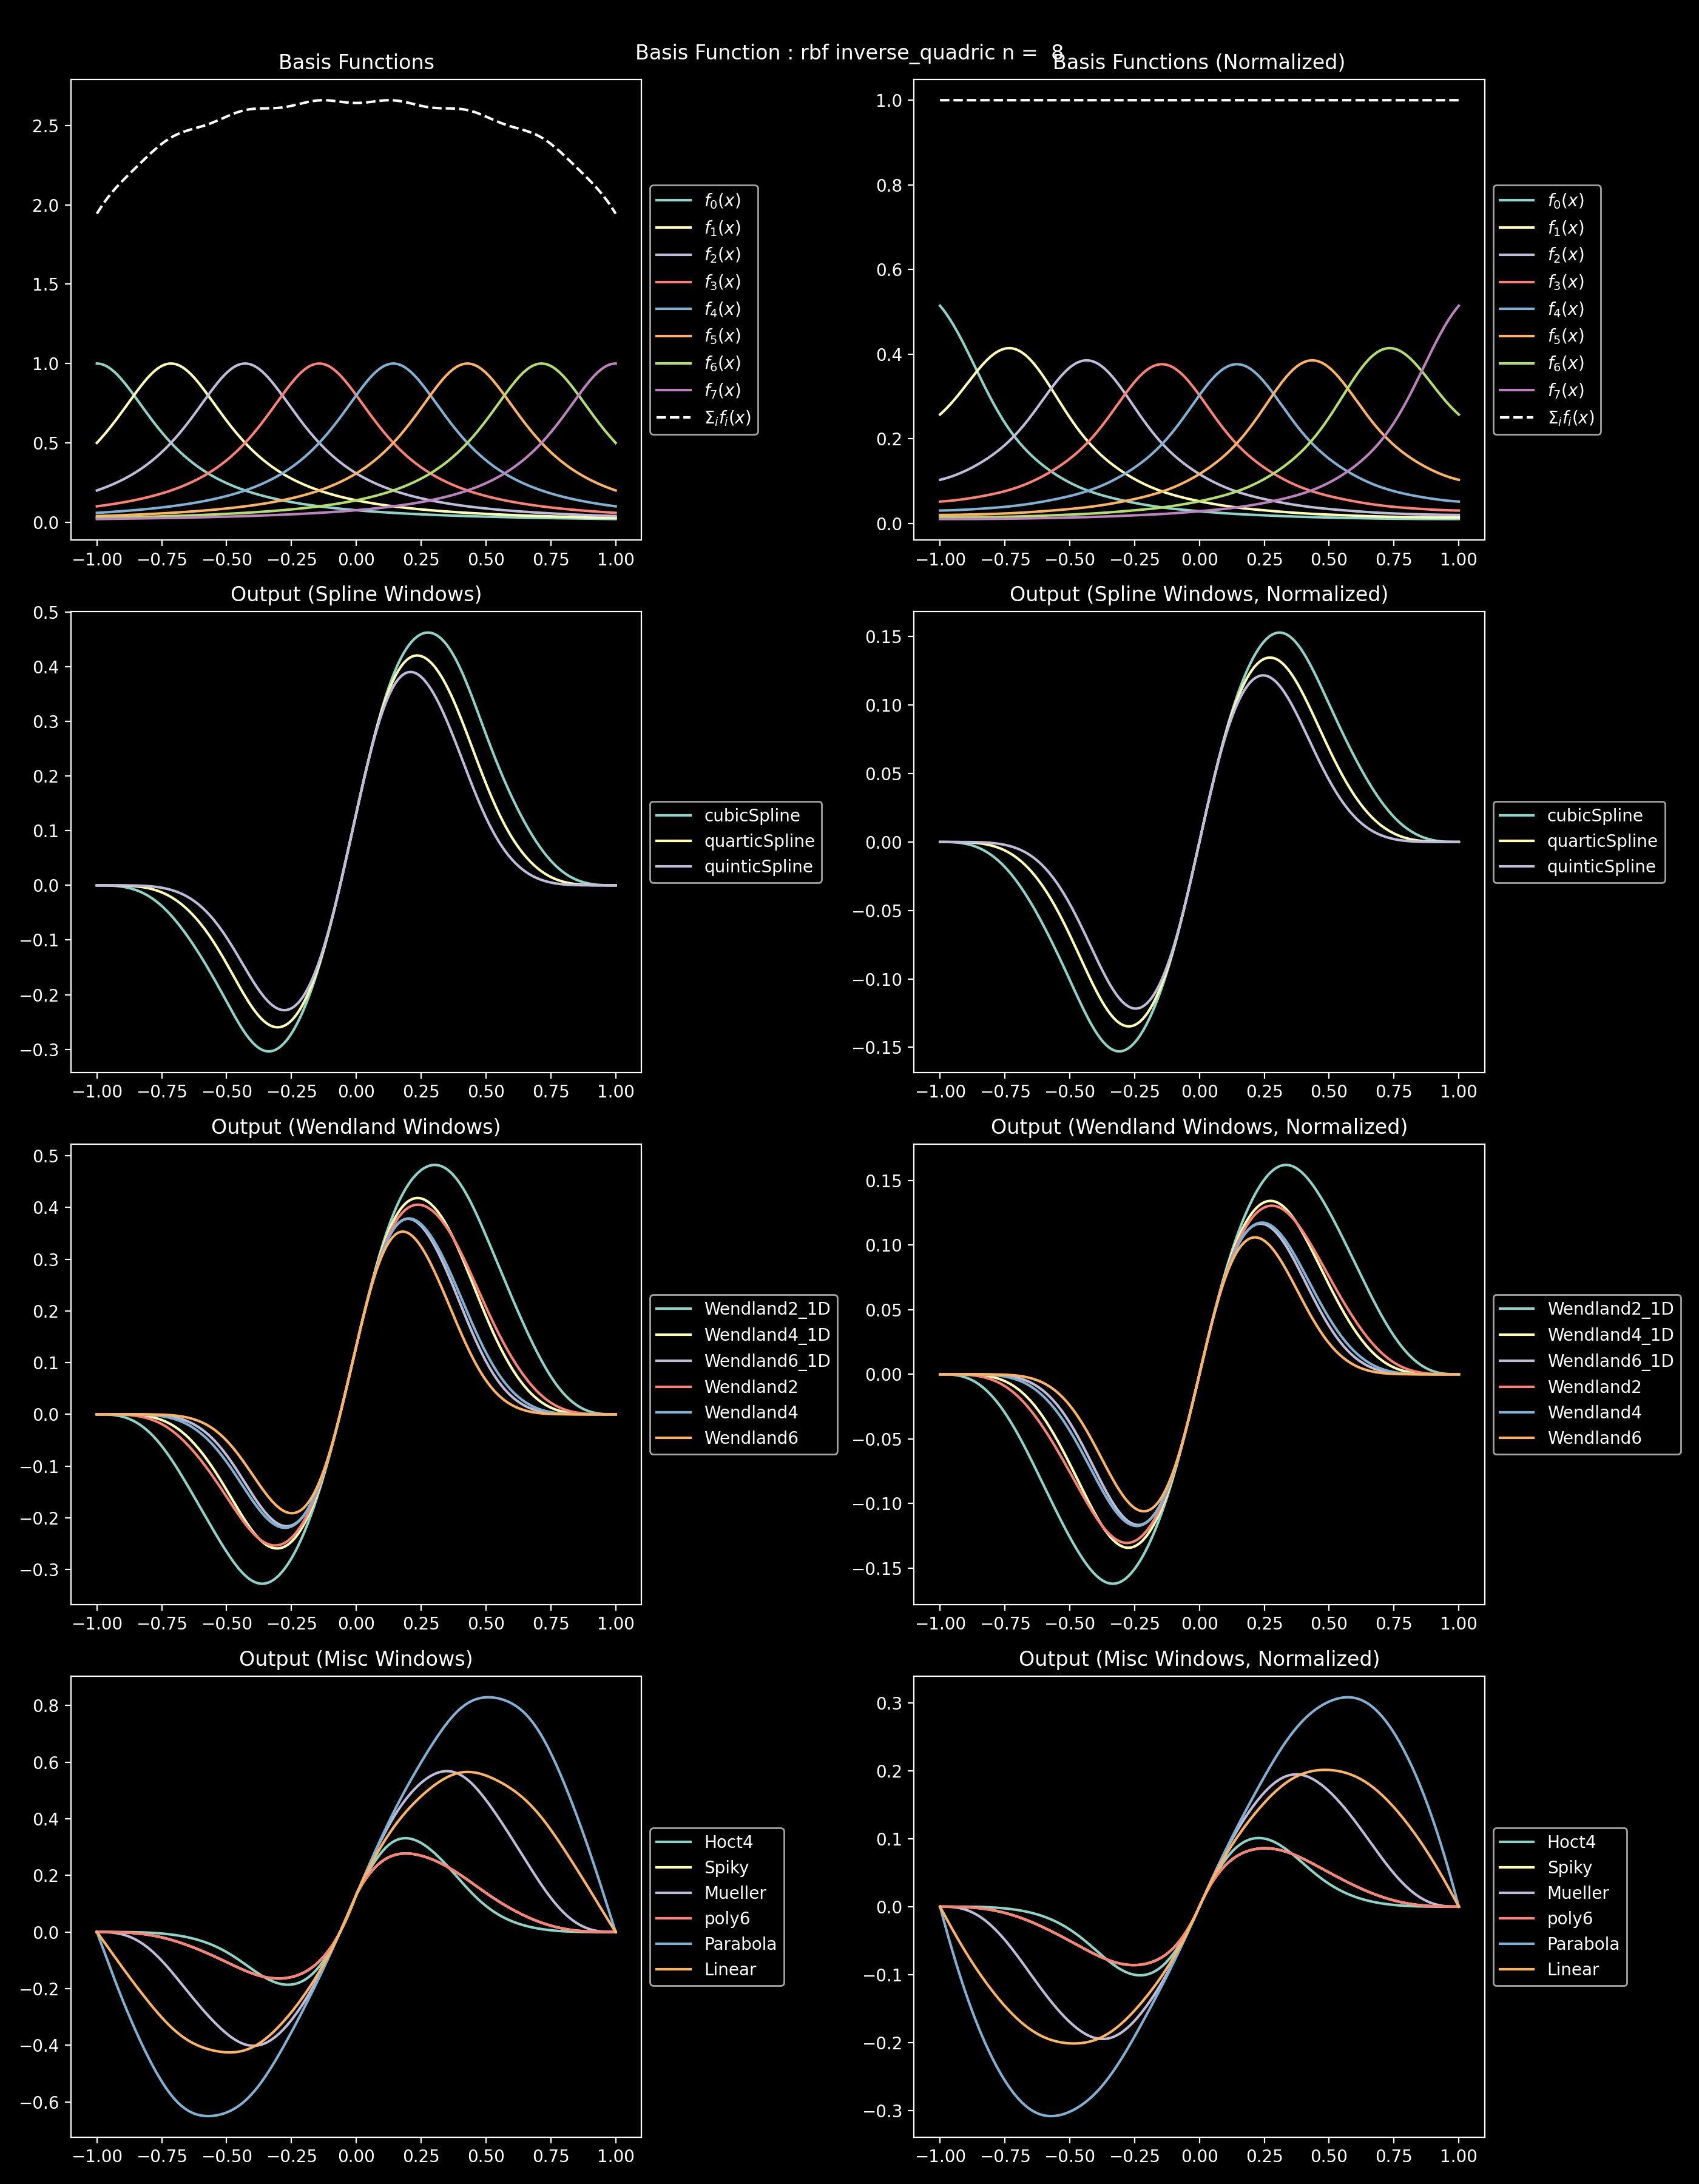 Basis Function : rbf inverse_quadric n =  8
Basis Functions
2.5
2.0
1.5
1.0
0.5
0.0
−1.00 −0.75 −0.50 −0.25 0.00 0.25 0.50 0.75 1.00
f₀(x)
f₁(x)
f₂(x)
f₃(x)
f₄(x)
f₅(x)
f₆(x)
f₇(x)
Σᵢfᵢ(x)
Basis Functions (Normalized)
1.0
0.8
0.6
0.4
0.2
0.0
−1.00 −0.75 −0.50 −0.25 0.00 0.25 0.50 0.75 1.00
f₀(x)
f₁(x)
f₂(x)
f₃(x)
f₄(x)
f₅(x)
f₆(x)
f₇(x)
Σᵢfᵢ(x)
Output (Spline Windows)
0.5
0.4
0.3
0.2
0.1
0.0
−0.1
−0.2
−0.3
−1.00 −0.75 −0.50 −0.25 0.00 0.25 0.50 0.75 1.00
cubicSpline
quarticSpline
quinticSpline
Output (Spline Windows, Normalized)
0.15
0.10
0.05
0.00
−0.05
−0.10
−0.15
−1.00 −0.75 −0.50 −0.25 0.00 0.25 0.50 0.75 1.00
cubicSpline
quarticSpline
quinticSpline
Output (Wendland Windows)
0.5
0.4
0.3
0.2
0.1
0.0
−0.1
−0.2
−0.3
−1.00 −0.75 −0.50 −0.25 0.00 0.25 0.50 0.75 1.00
Wendland2_1D
Wendland4_1D
Wendland6_1D
Wendland2
Wendland4
Wendland6
Output (Wendland Windows, Normalized)
0.15
0.10
0.05
0.00
−0.05
−0.10
−0.15
−1.00 −0.75 −0.50 −0.25 0.00 0.25 0.50 0.75 1.00
Wendland2_1D
Wendland4_1D
Wendland6_1D
Wendland2
Wendland4
Wendland6
Output (Misc Windows)
0.8
0.6
0.4
0.2
0.0
−0.2
−0.4
−0.6
−1.00 −0.75 −0.50 −0.25 0.00 0.25 0.50 0.75 1.00
Hoct4
Spiky
Mueller
poly6
Parabola
Linear
Output (Misc Windows, Normalized)
0.3
0.2
0.1
0.0
−0.1
−0.2
−0.3
−1.00 −0.75 −0.50 −0.25 0.00 0.25 0.50 0.75 1.00
Hoct4
Spiky
Mueller
poly6
Parabola
Linear